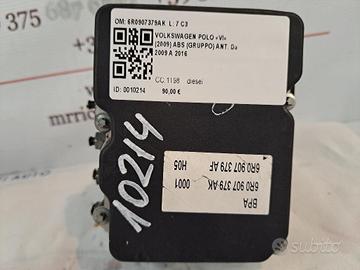 OM: 6R0907379AK L: 7 C3
VOLKSWAGEN POLO «VI»
(2009) ABS (GRUPPO) ANT. Da
2009 A 2016
CC: 1198 diesel
ID: 0010214 90,00 €
10214
BPA
6R0 907 379 AK 0001
6R0 907 379 AF H05
subito